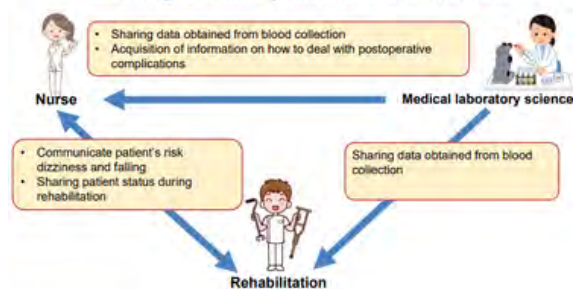 • Sharing data obtained from blood collection
• Acquisition of information on how to deal with postoperative
complications
Nurse
Medical laboratory science
• Communicate patient's risk
dizziness and falling
• Sharing patient status during
rehabilitation
Sharing data obtained from blood
collection
Rehabilitation